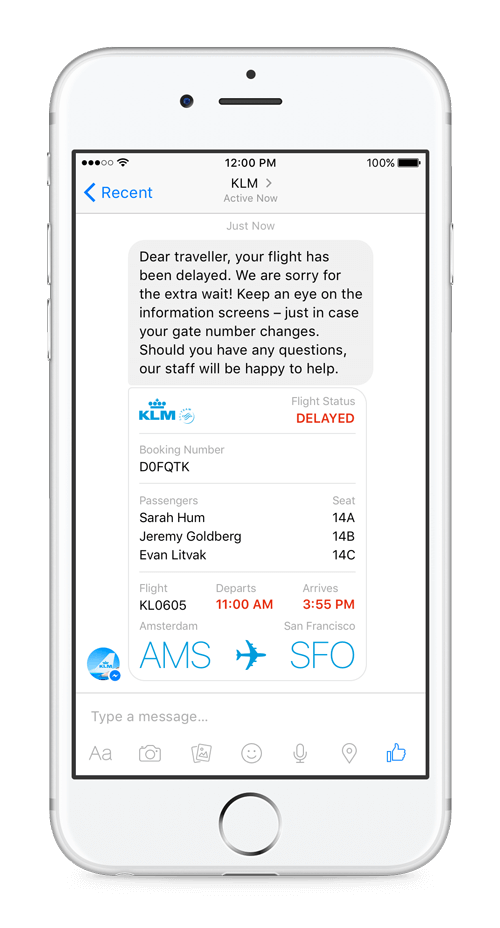 12:00 PM 100%
Recent KLM
Active Now
Just Now
Dear traveller, your flight has
been delayed. We are sorry for
the extra wait! Keep an eye on the
information screens – just in case
your gate number changes.
Should you have any questions,
our staff will be happy to help.
KLM Flight Status
DELAYED
Booking Number
D0FQTK
Passengers Seat
Sarah Hum 14A
Jeremy Goldberg 14B
Evan Litvak 14C
Flight Departs Arrives
KL0605 11:00 AM 3:55 PM
Amsterdam San Francisco
AMS SFO
KLM
Type a message...
Aa